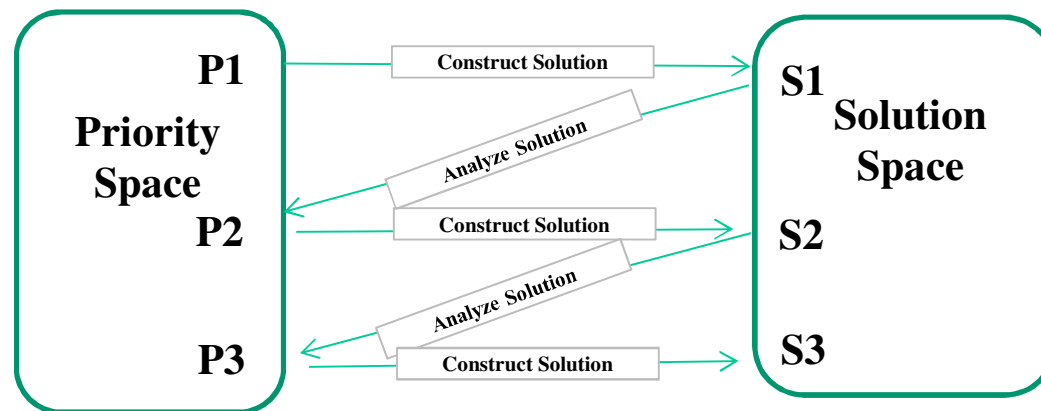 P1
Construct Solution
S1
Priority
Space
Analyze Solution
Solution
Space
P2
Construct Solution
S2
Analyze Solution
P3
Construct Solution
S3